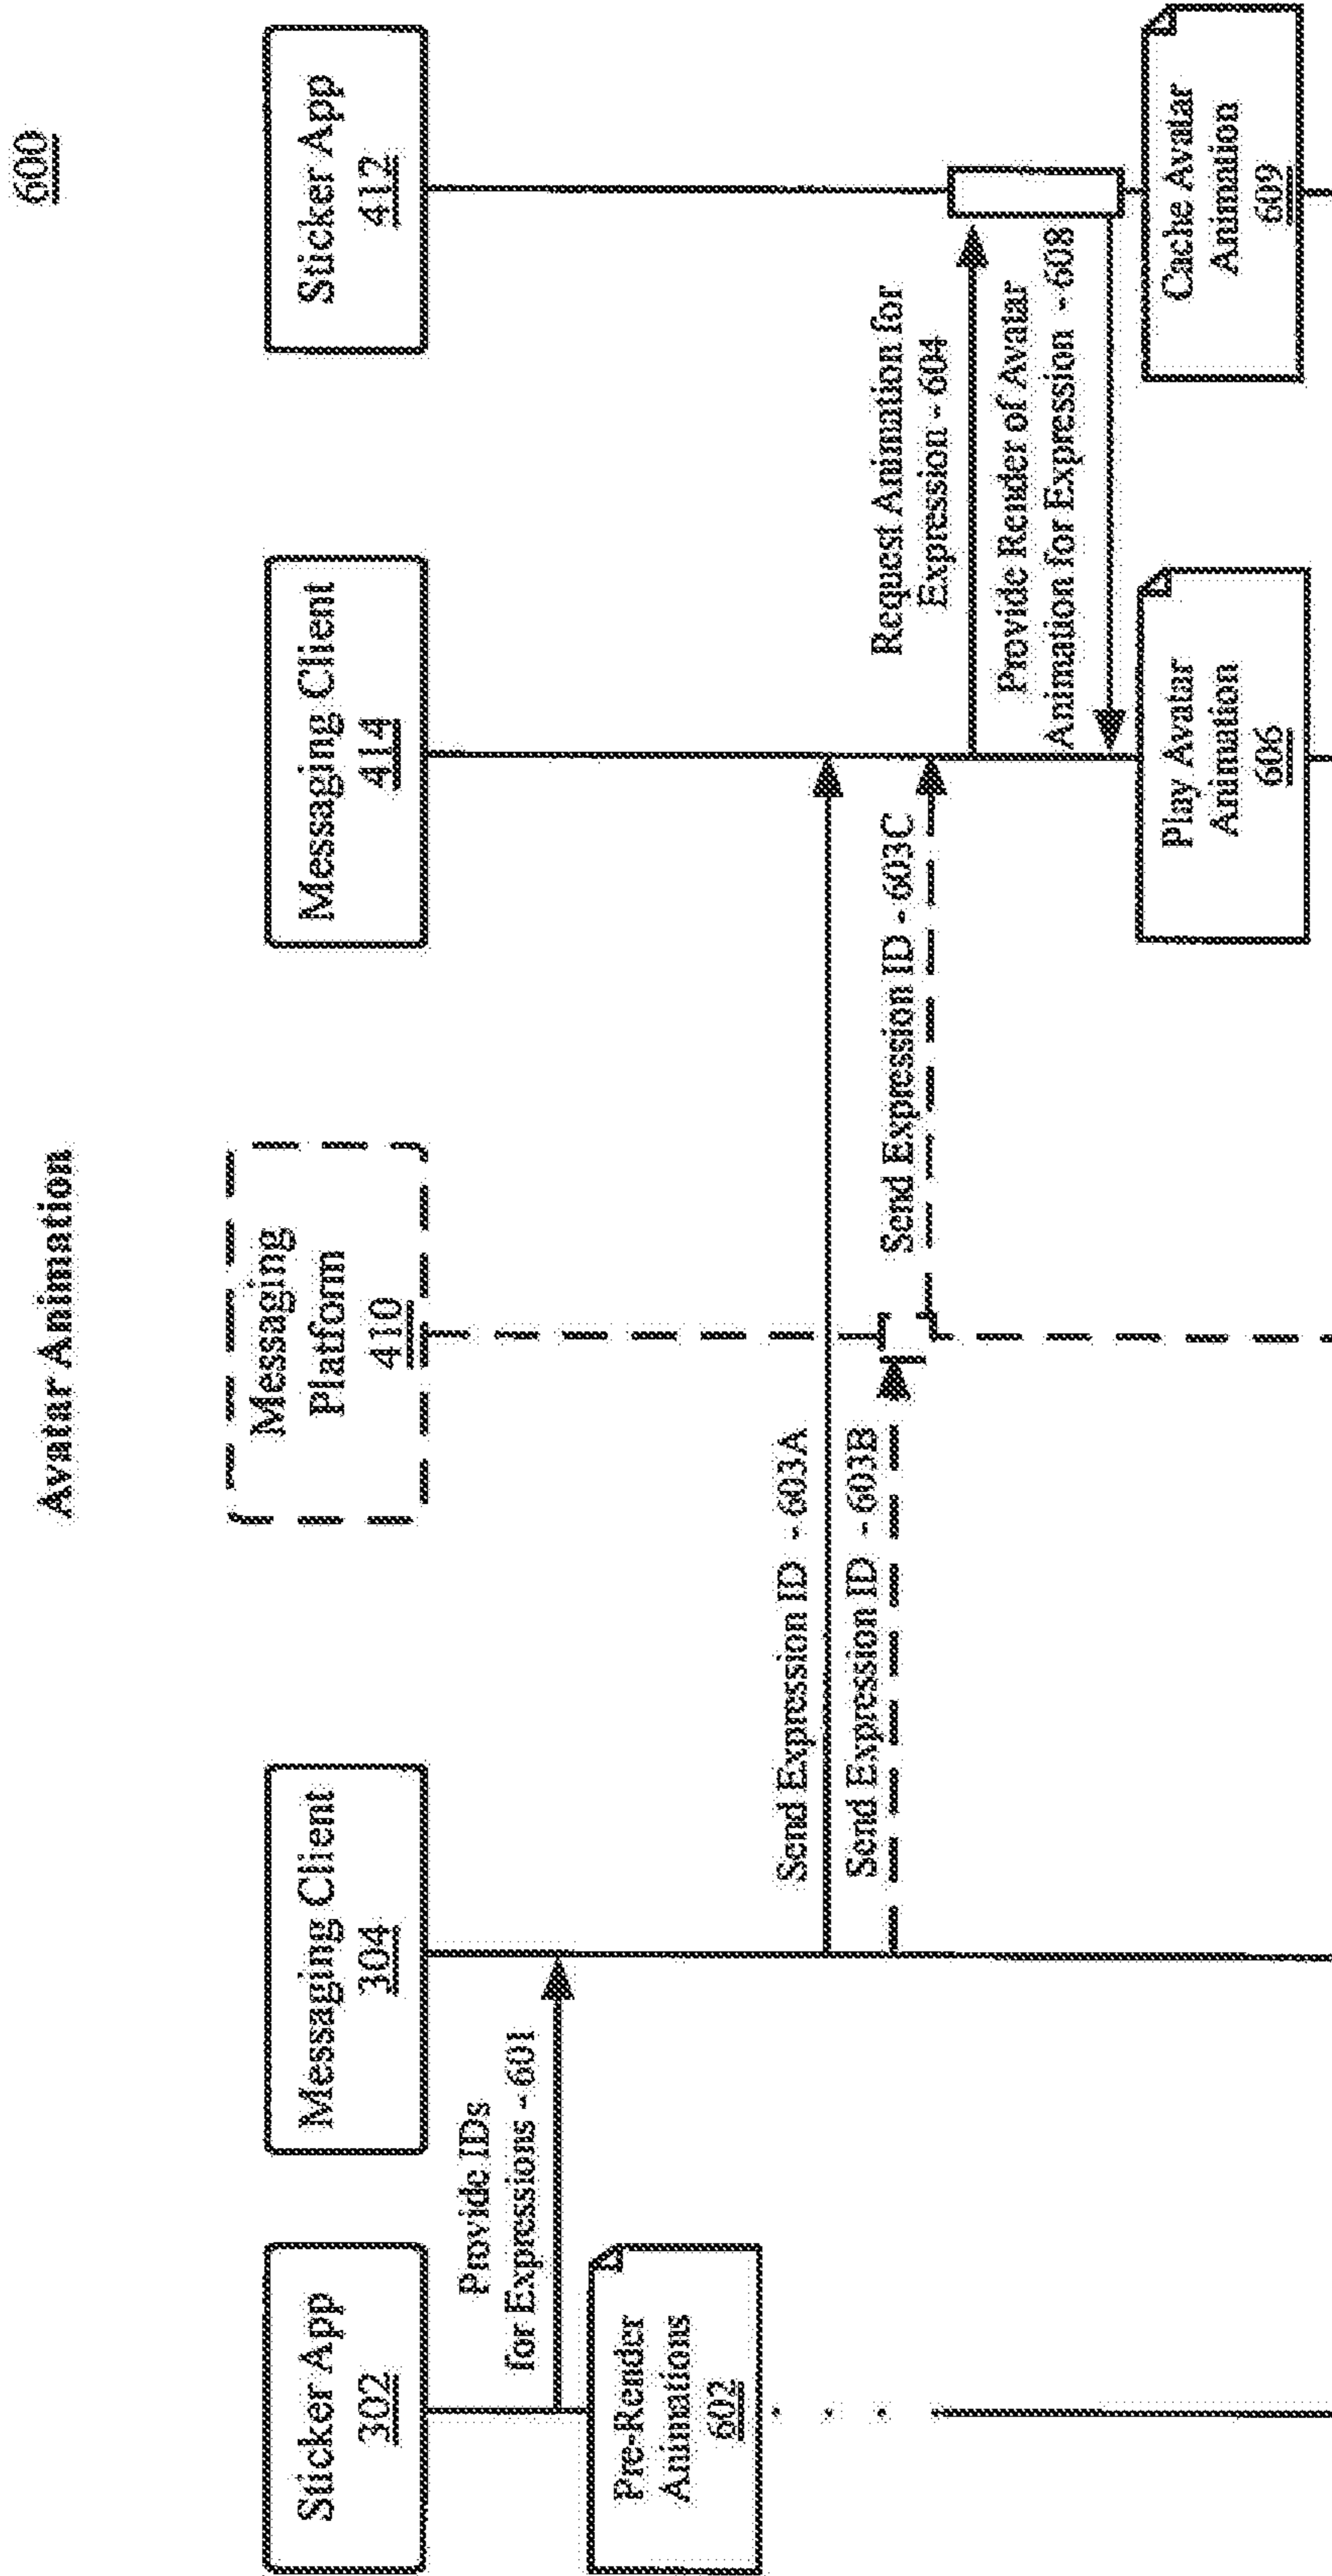 600
Avatar Animation
Sticker App
302
Messaging Client
304
Messaging
Platform
410
Messaging Client
414
Sticker App
412
Provide IDs
for Expressions - 601
Pre-Render
Animations
602
Send Expression ID - 603A
Send Expression ID - 603B
Send Expression ID - 603C
Request Animation for
Expression - 604
Provide Render of Avatar
Animation for Expression - 608
Play Avatar
Animation
606
Cache Avatar
Animation
609